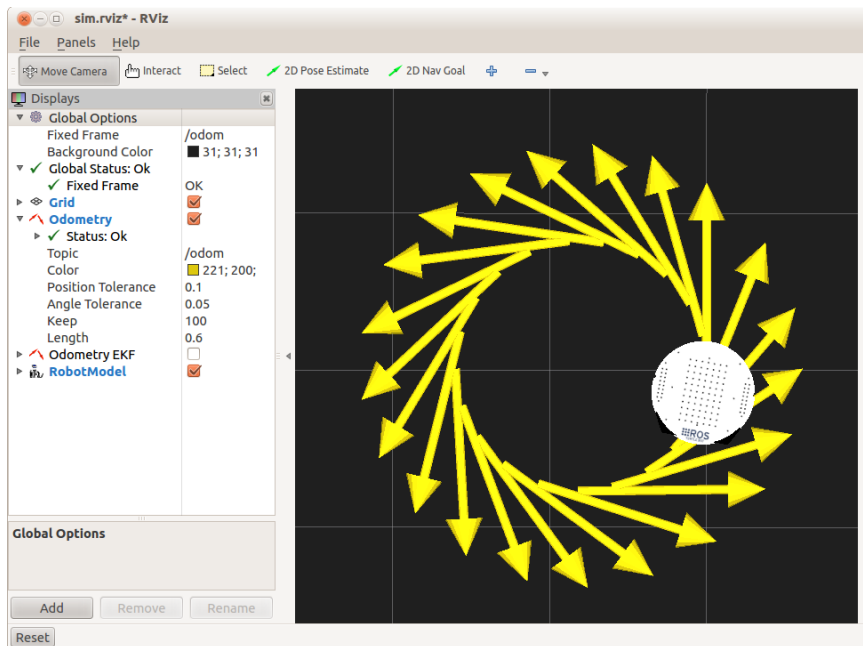 sim.rviz* - RViz
File Panels Help
Move Camera Interact Select 2D Pose Estimate 2D Nav Goal
Displays
Global Options
Fixed Frame /odom
Background Color 31; 31; 31
Global Status: Ok
Fixed Frame OK
Grid
Odometry
Status: Ok
Topic /odom
Color 221; 200;
Position Tolerance 0.1
Angle Tolerance 0.05
Keep 100
Length 0.6
Odometry EKF
RobotModel
Global Options
Add Remove Rename
Reset
ROS